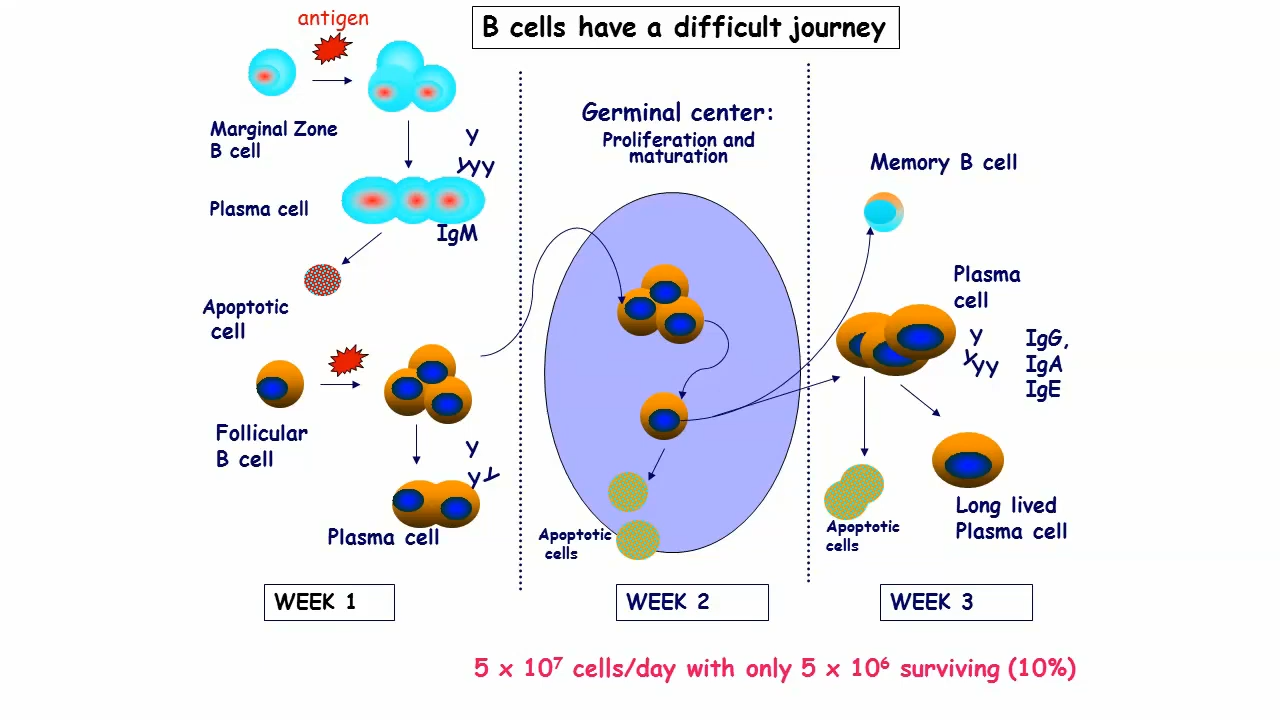 B cells have a difficult journey
antigen
Marginal Zone
B cell
Plasma cell
IgM
Apoptotic
cell
Follicular
B cell
Plasma cell
WEEK 1
Germinal center:
Proliferation and
maturation
Apoptotic
cells
WEEK 2
Memory B cell
Plasma
cell
IgG,
IgA
IgE
Apoptotic
cells
Long lived
Plasma cell
WEEK 3
5 x 10⁷ cells/day with only 5 x 10⁶ surviving (10%)